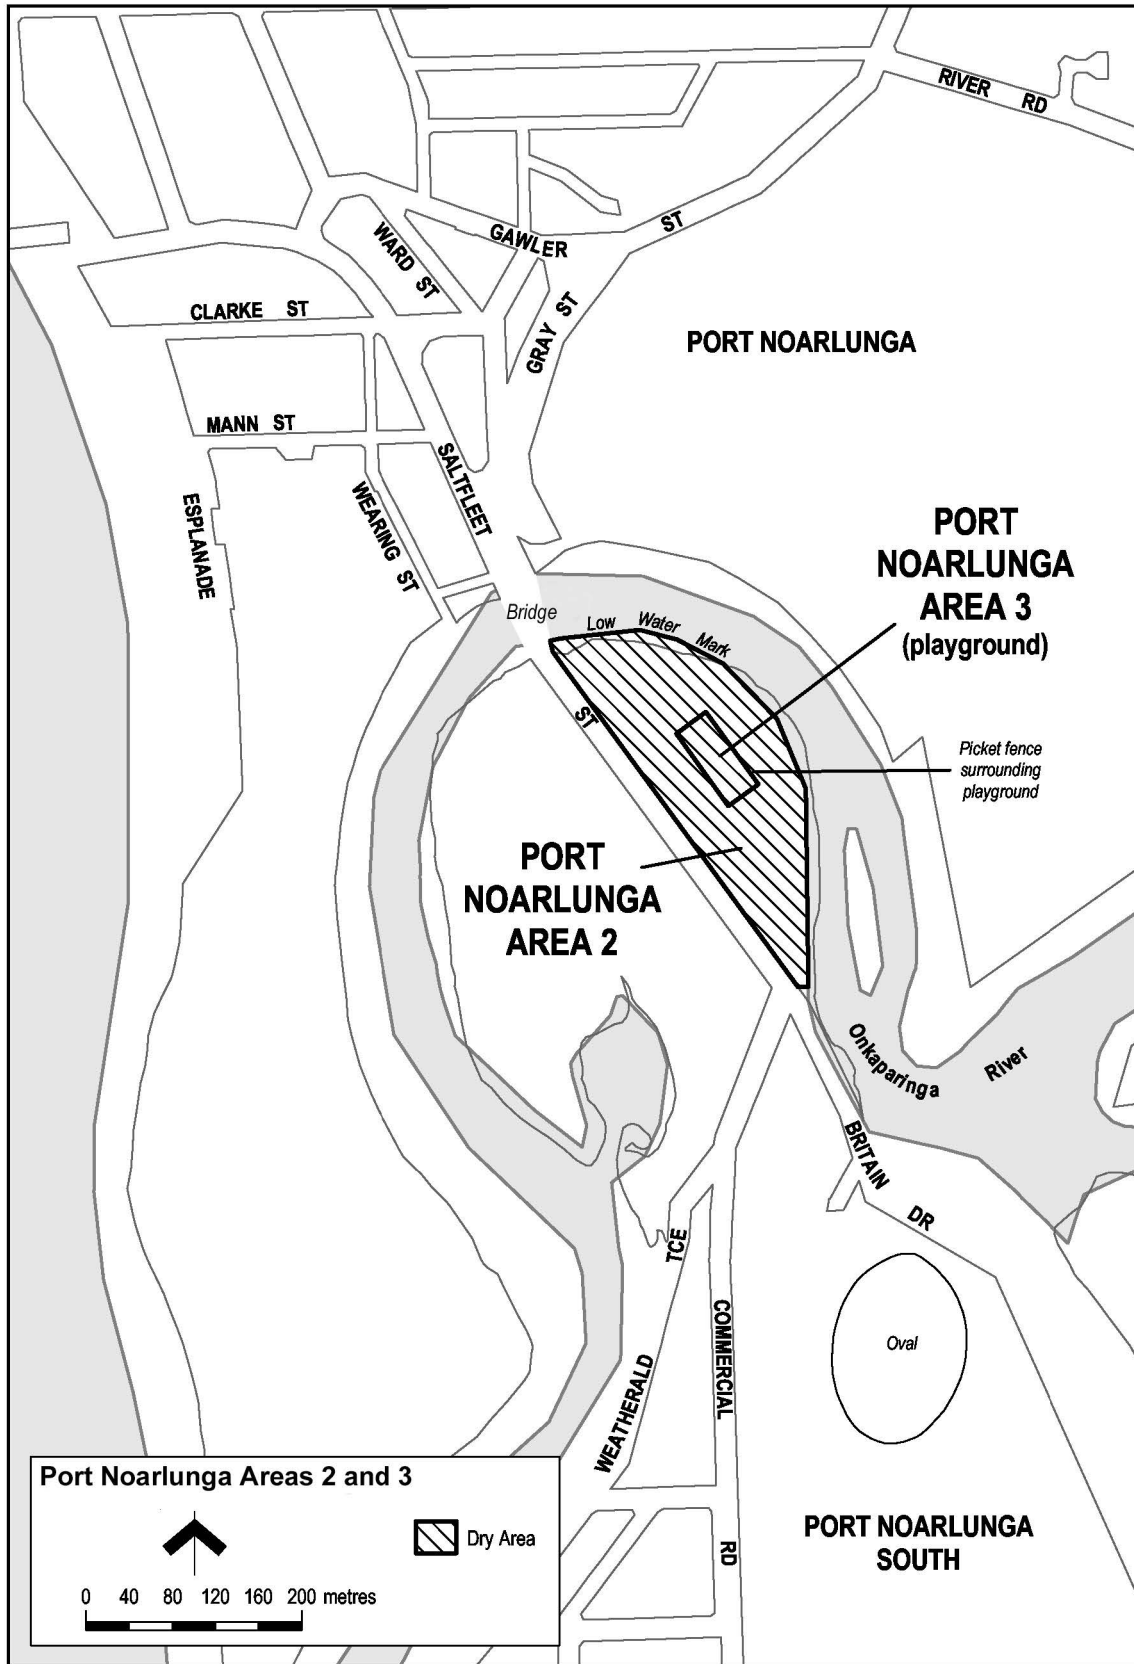 RIVER RD
WARD ST
GAWLER
ST
CLARKE ST
GRAY ST
PORT NOARLUNGA
MANN ST
SALTFLEET
ESPLANADE
WEARING ST
PORT
NOARLUNGA
AREA 3
(playground)
Bridge
Low Water Mark
ST
Picket fence
surrounding
playground
PORT
NOARLUNGA
AREA 2
Onkaparinga River
BRITAIN
DR
TCE
WEATHERALD
COMMERCIAL
RD
Oval
PORT NOARLUNGA
SOUTH
Port Noarlunga Areas 2 and 3
Dry Area
0 40 80 120 160 200 metres